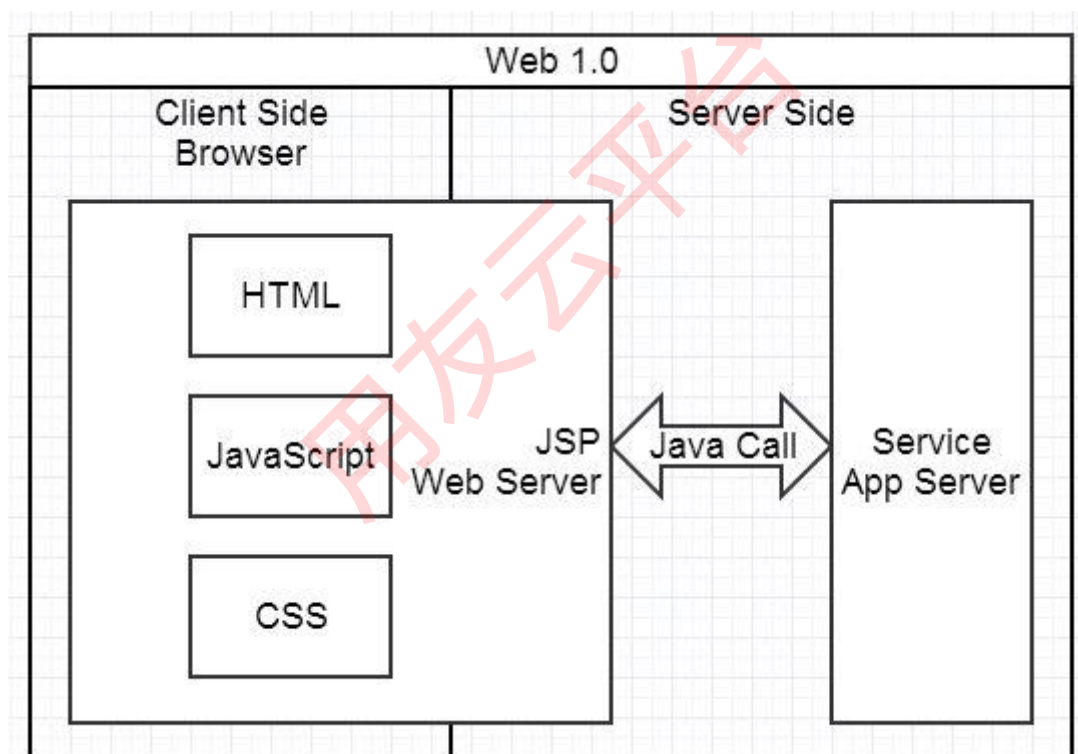 Web 1.0
Client Side
Browser
Server Side
HTML
JavaScript
CSS
JSP
Web Server
Java Call
Service
App Server
用友云平台